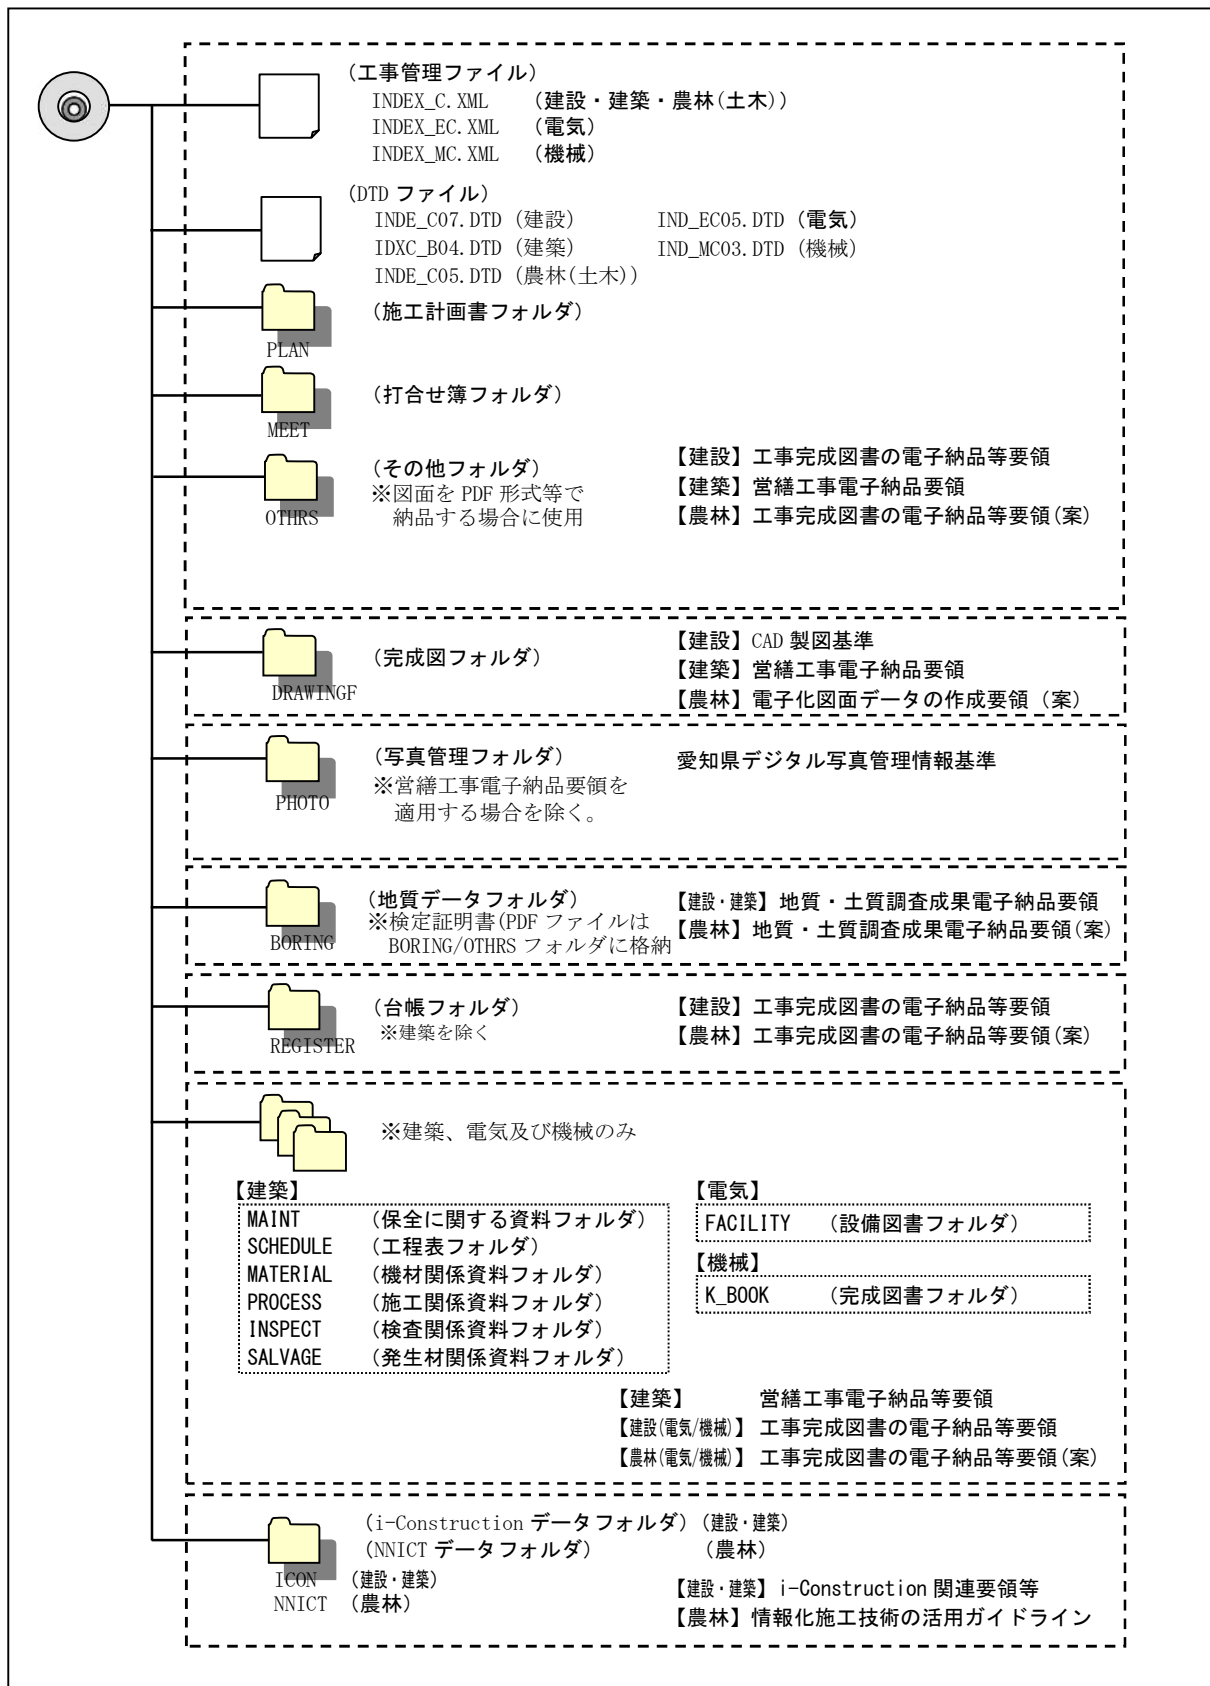 (工事管理ファイル)
INDEX_C.XML (建設・建築・農林(土木))
INDEX_EC.XML (電気)
INDEX_MC.XML (機械)
(DTD ファイル)
INDE_C07.DTD (建設) IND_EC05.DTD (電気)
IDXC_B04.DTD (建築) IND_MC03.DTD (機械)
INDE_C05.DTD (農林(土木))
(施工計画書フォルダ)
PLAN
(打合せ簿フォルダ)
MEET
(その他フォルダ)
※図面を PDF 形式等で
納品する場合に使用
OTHRS
【建設】工事完成図書の電子納品等要領
【建築】営繕工事電子納品要領
【農林】工事完成図書の電子納品等要領(案)
(完成図フォルダ)
DRAWINGF
【建設】CAD 製図基準
【建築】営繕工事電子納品要領
【農林】電子化図面データの作成要領(案)
(写真管理フォルダ)
※営繕工事電子納品要領を
適用する場合を除く。
PHOTO
愛知県デジタル写真管理情報基準
(地質データフォルダ)
※検定証明書(PDF ファイルは
BORING/OTHRS フォルダに格納
BORING
【建設・建築】地質・土質調査成果電子納品要領
【農林】地質・土質調査成果電子納品要領(案)
(台帳フォルダ)
※建築を除く
REGISTER
【建設】工事完成図書の電子納品等要領
【農林】工事完成図書の電子納品等要領(案)
※建築、電気及び機械のみ
【建築】
MAINT (保全に関する資料フォルダ)
SCHEDULE (工程表フォルダ)
MATERIAL (機材関係資料フォルダ)
PROCESS (施工関係資料フォルダ)
INSPECT (検査関係資料フォルダ)
SALVAGE (発生材関係資料フォルダ)
【電気】
FACILITY (設備図書フォルダ)
【機械】
K_BOOK (完成図書フォルダ)
【建築】 営繕工事電子納品等要領
【建設(電気/機械)】工事完成図書の電子納品等要領
【農林(電気/機械)】工事完成図書の電子納品等要領(案)
(i-Construction データフォルダ)(建設・建築)
(NNICT データフォルダ) (農林)
ICON (建設・建築)
NNICT (農林)
【建設・建築】i-Construction 関連要領等
【農林】情報化施工技術の活用ガイドライン